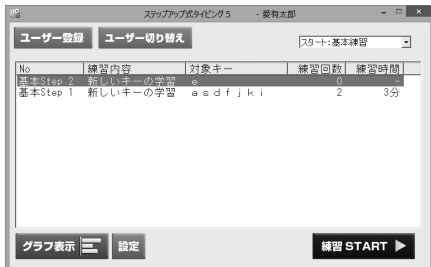 ステップアップ式タイピング5 - 愛有太郎
ユーザー登録 ユーザー切り替え スタート:基本練習
No 練習内容 対象キー 練習回数 練習時間
基本Step 2 新しいキーの学習 e 0 -
基本Step 1 新しいキーの学習 a s d f j k i 2 3分
グラフ表示 設定 練習 START